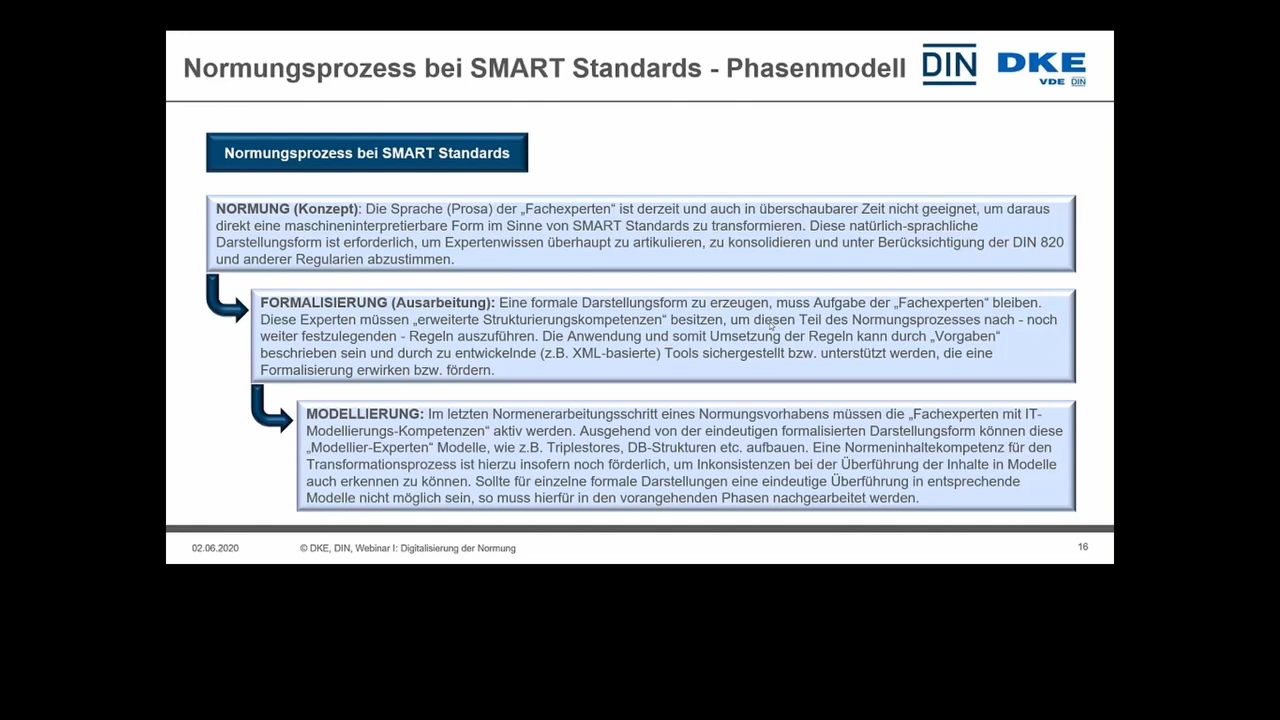 Normungsprozess bei SMART Standards - Phasenmodell
DIN
DKE
VDE DIN
Normungsprozess bei SMART Standards
NORMUNG (Konzept): Die Sprache (Prosa) der „Fachexperten“ ist derzeit und auch in überschaubarer Zeit nicht geeignet, um daraus
direkt eine maschineninterpretierbare Form im Sinne von SMART Standards zu transformieren. Diese natürlich-sprachliche
Darstellungsform ist erforderlich, um Expertenwissen überhaupt zu artikulieren, zu konsolidieren und unter Berücksichtigung der DIN 820
und anderer Regularien abzustimmen.
FORMALISIERUNG (Ausarbeitung): Eine formale Darstellungsform zu erzeugen, muss Aufgabe der „Fachexperten“ bleiben.
Diese Experten müssen „erweiterte Strukturierungskompetenzen“ besitzen, um diesen Teil des Normungsprozesses nach - noch
weiter festzulegenden - Regeln auszuführen. Die Anwendung und somit Umsetzung der Regeln kann durch „Vorgaben“
beschrieben sein und durch zu entwickelnde (z.B. XML-basierte) Tools sichergestellt bzw. unterstützt werden, die eine
Formalisierung erwirken bzw. fördern.
MODELLIERUNG: Im letzten Normenerarbeitungsschritt eines Normungsvorhabens müssen die „Fachexperten mit IT-
Modellierungs-Kompetenzen“ aktiv werden. Ausgehend von der eindeutigen formalisierten Darstellungsform können diese
„Modellier-Experten“ Modelle, wie z.B. Triplestores, DB-Strukturen etc. aufbauen. Eine Normeninhaltekompetenz für den
Transformationsprozess ist hierzu insofern noch förderlich, um Inkonsistenzen bei der Überführung der Inhalte in Modelle
auch erkennen zu können. Sollte für einzelne formale Darstellungen eine eindeutige Überführung in entsprechende
Modelle nicht möglich sein, so muss hierfür in den vorangehenden Phasen nachgearbeitet werden.
02.06.2020
© DKE, DIN, Webinar I: Digitalisierung der Normung
16